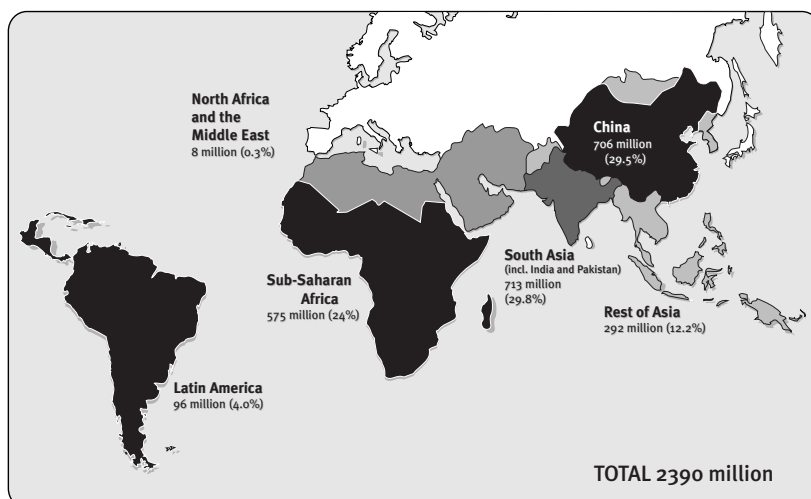 North Africa
and the
Middle East
8 million (0.3%)
China
706 million
(29.5%)
South Asia
(incl. India and Pakistan)
713 million
(29.8%)
Sub-Saharan
Africa
575 million (24%)
Rest of Asia
292 million (12.2%)
Latin America
96 million (4.0%)
TOTAL 2390 million